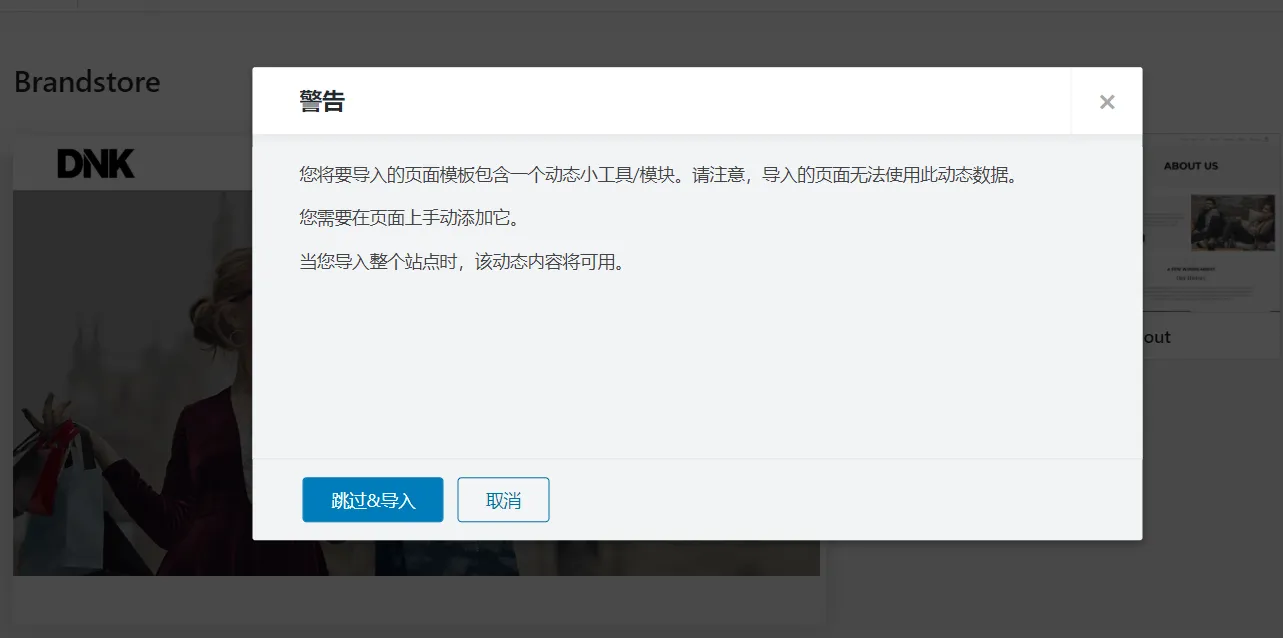 Brandstore
警告
×
DNK
您将要导入的页面模板包含一个动态小工具/模块。请注意，导入的页面无法使用此动态数据。
ABOUT US
您需要在页面上手动添加它。
当您导入整个站点时，该动态内容将可用。
out
跳过&导入
取消